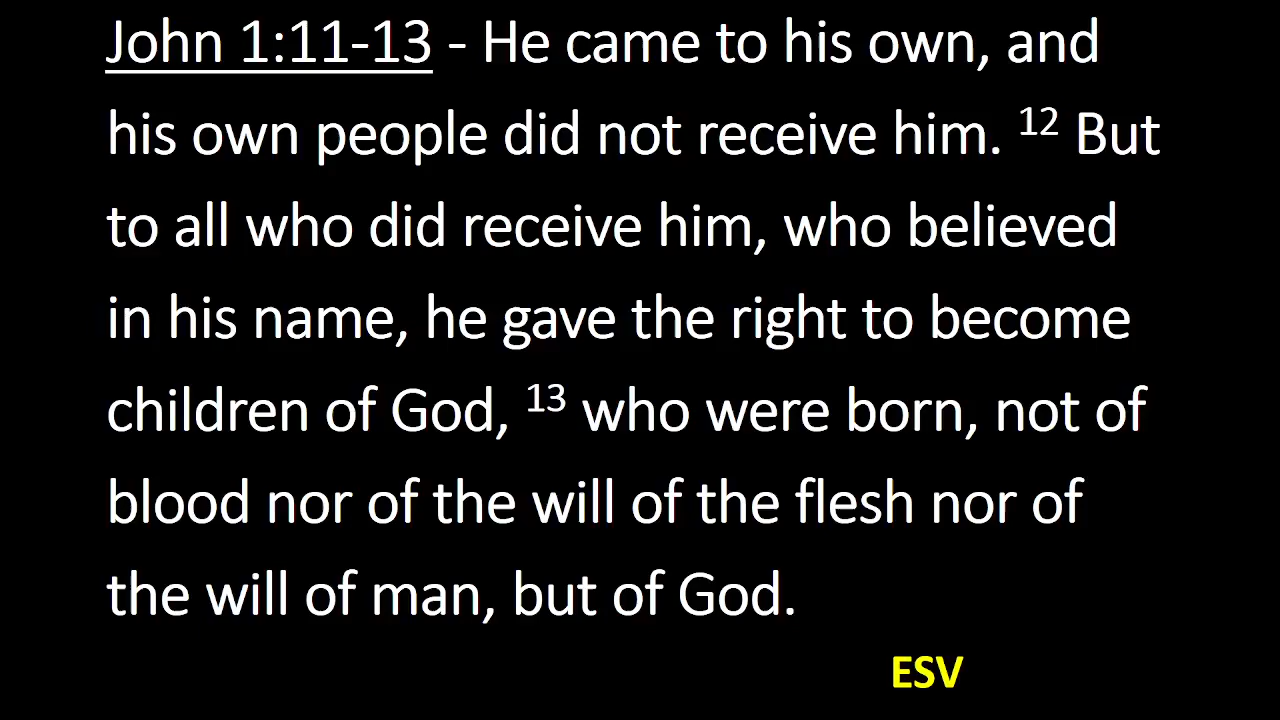 John 1:11-13 - He came to his own, and
his own people did not receive him. 12 But
to all who did receive him, who believed
in his name, he gave the right to become
children of God, 13 who were born, not of
blood nor of the will of the flesh nor of
the will of man, but of God.
ESV